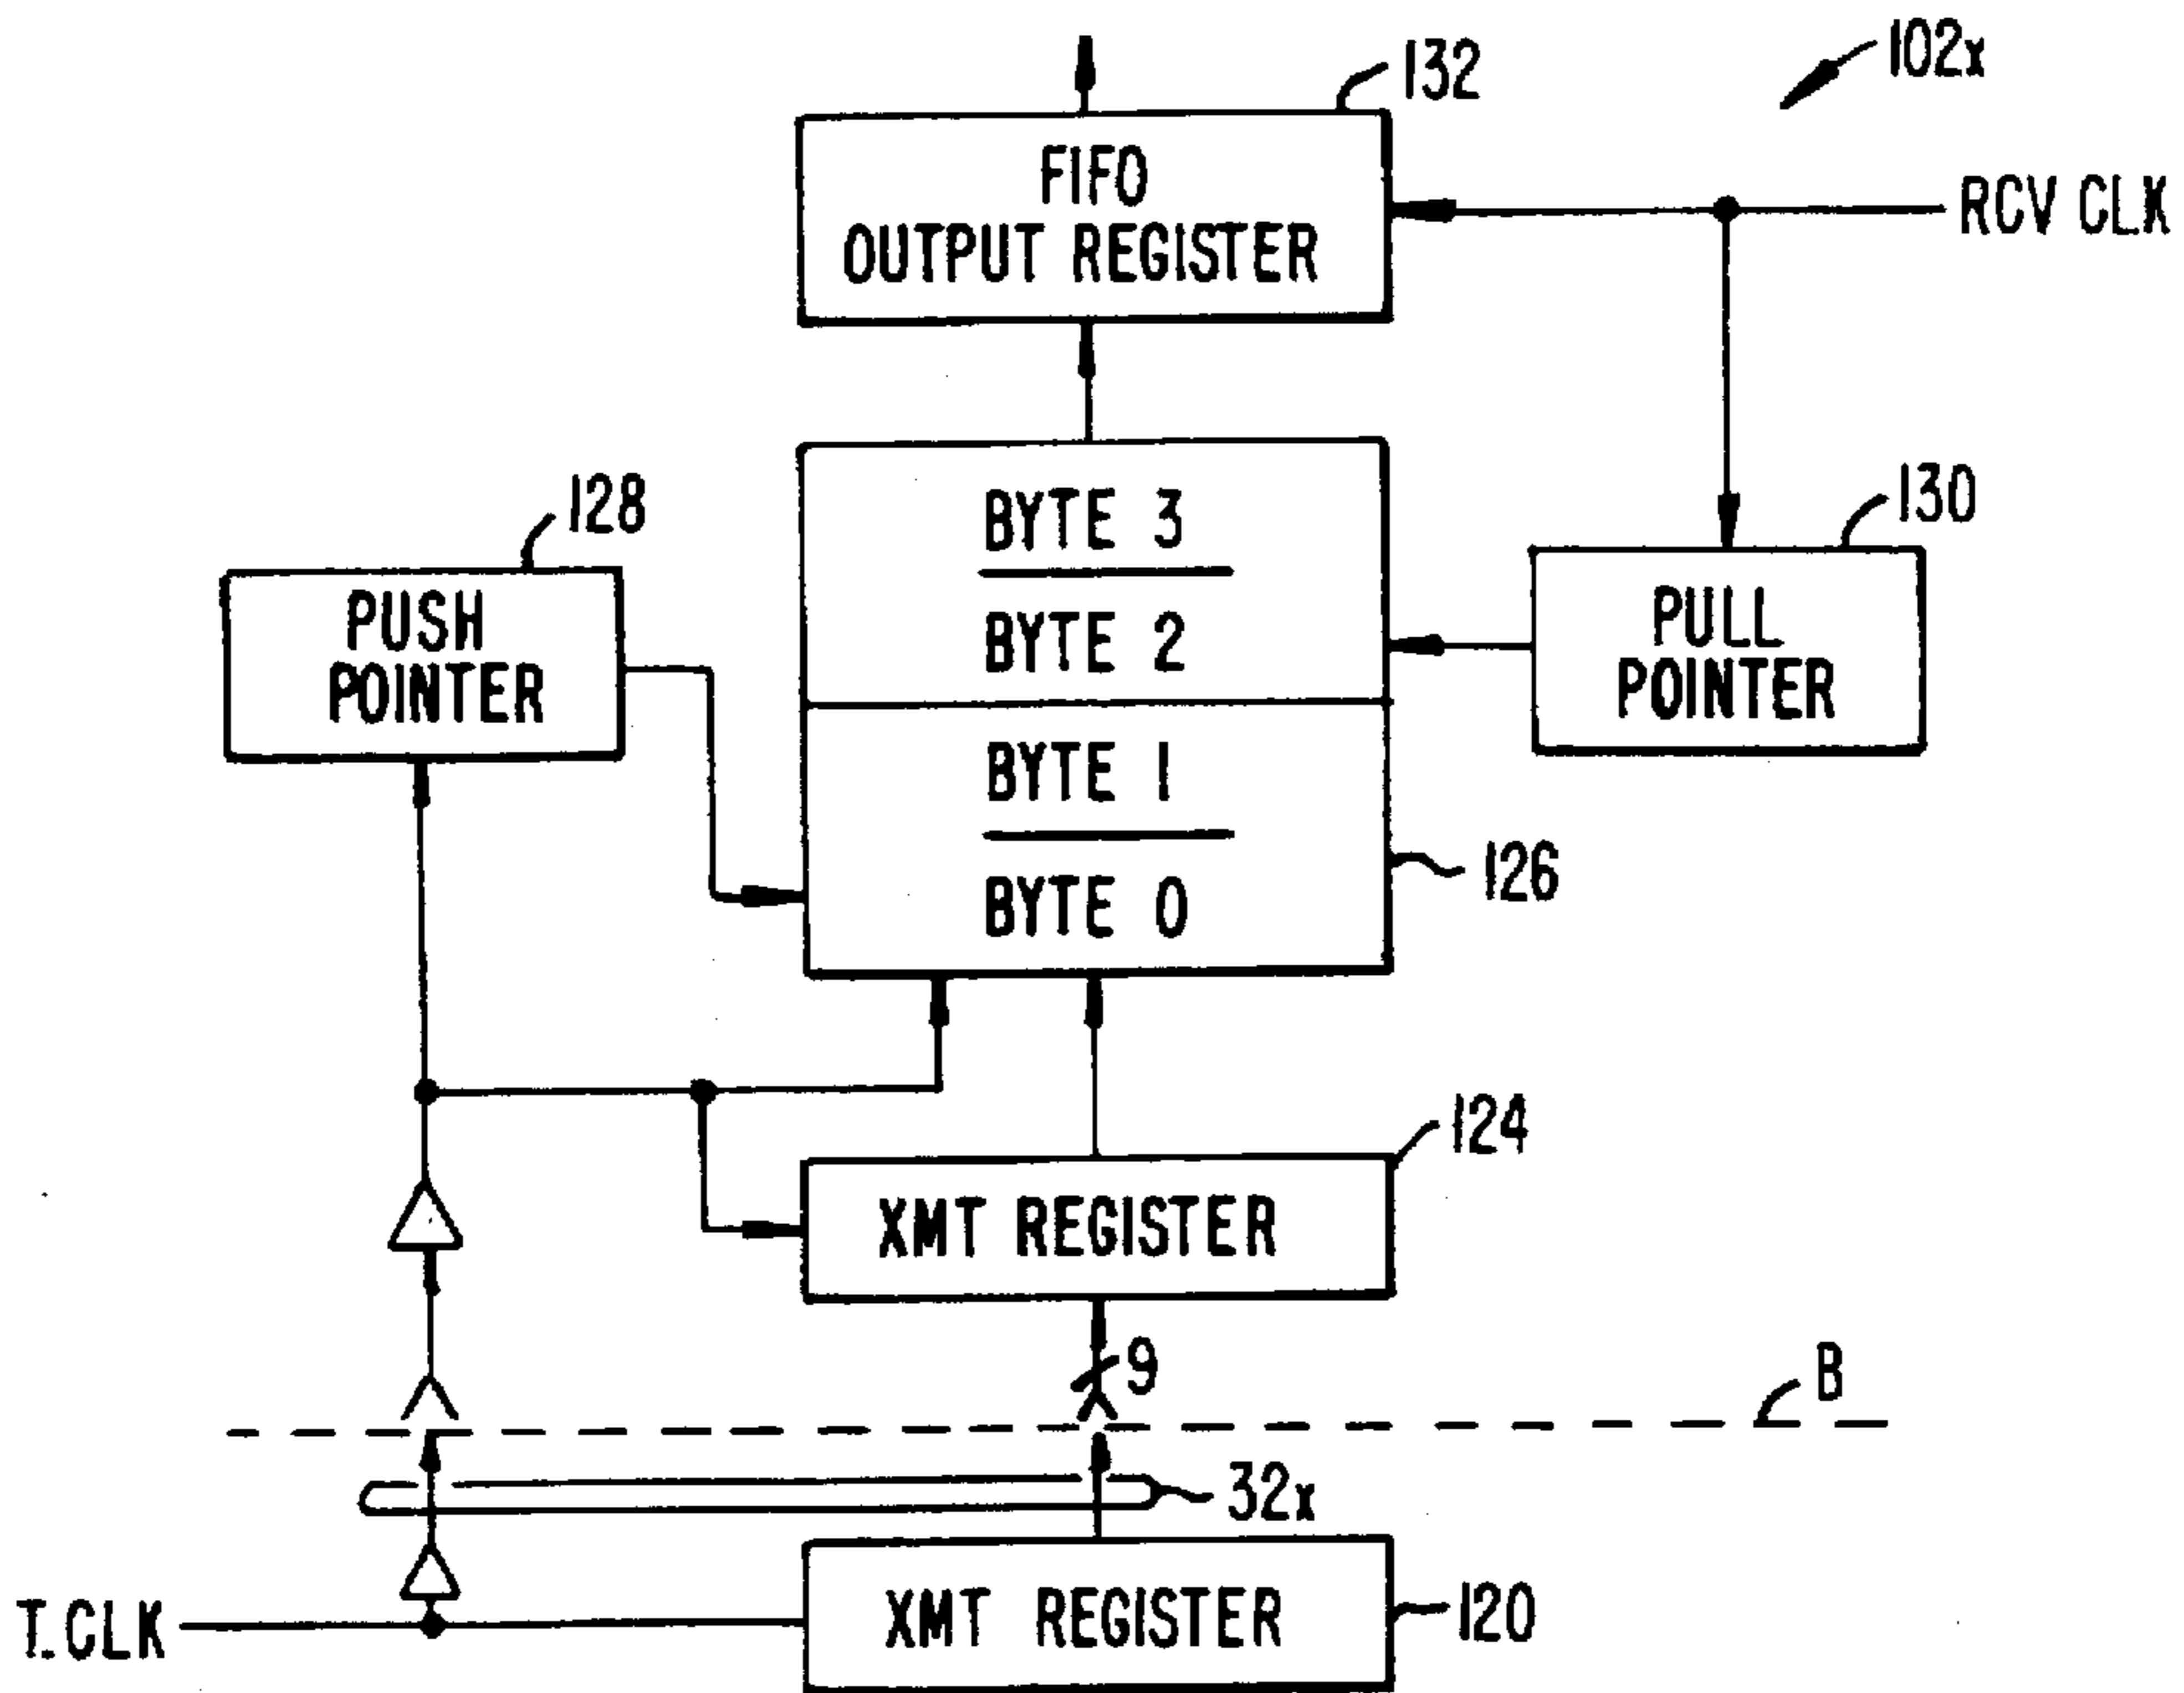 132
102x
FIFO
OUTPUT REGISTER
RCV CLK
128
130
PUSH
POINTER
BYTE 3
BYTE 2
BYTE 1
BYTE 0
PULL
POINTER
126
124
XMT REGISTER
9
B
32x
T.CLK
XMT REGISTER
120